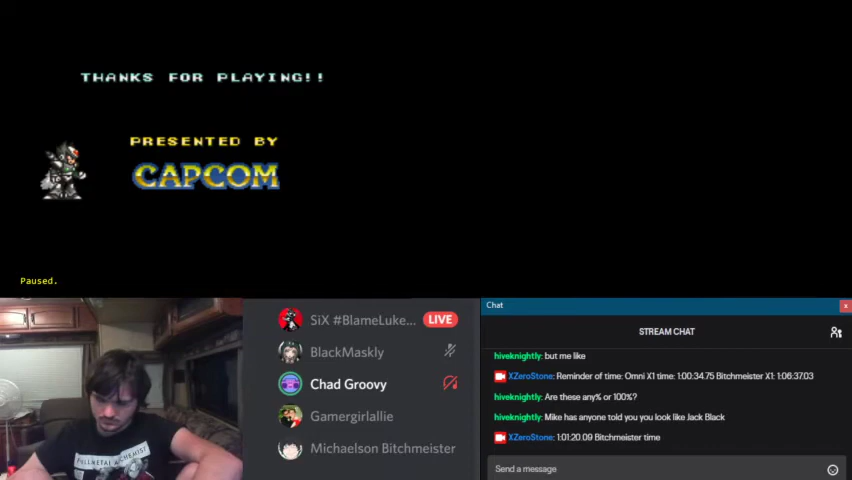 THANKS FOR PLAYING!!
PRESENTED BY
CAPCOM
Paused.
FULLMETAL ALCHEMIST
SiX #BlameLuke... LIVE
BlackMaskly
Chad Groovy
Gamergirlallie
Michaelson Bitchmeister
Chat
x
STREAM CHAT
hiveknightly: but me like
XZeroStone: Reminder of time: Omni X1 time: 1:00:34.75 Bitchmeister X1: 1:06:37.03
hiveknightly: Are these any% or 100%?
hiveknightly: Mike has anyone told you you look like Jack Black
XZeroStone: 1:01:20.09 Bitchmeister time
Send a message